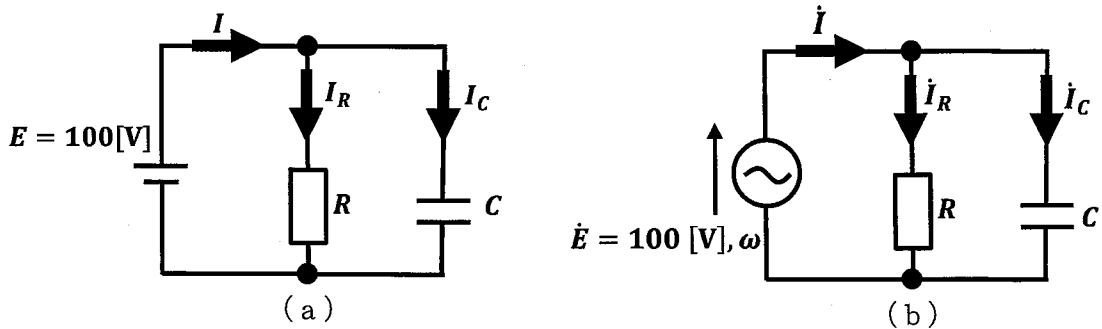 I
I_R
I_C
E = 100[V]
R
C
(a)
İ
İ_R
İ_C
R
C
Ė = 100 [V], ω
(b)